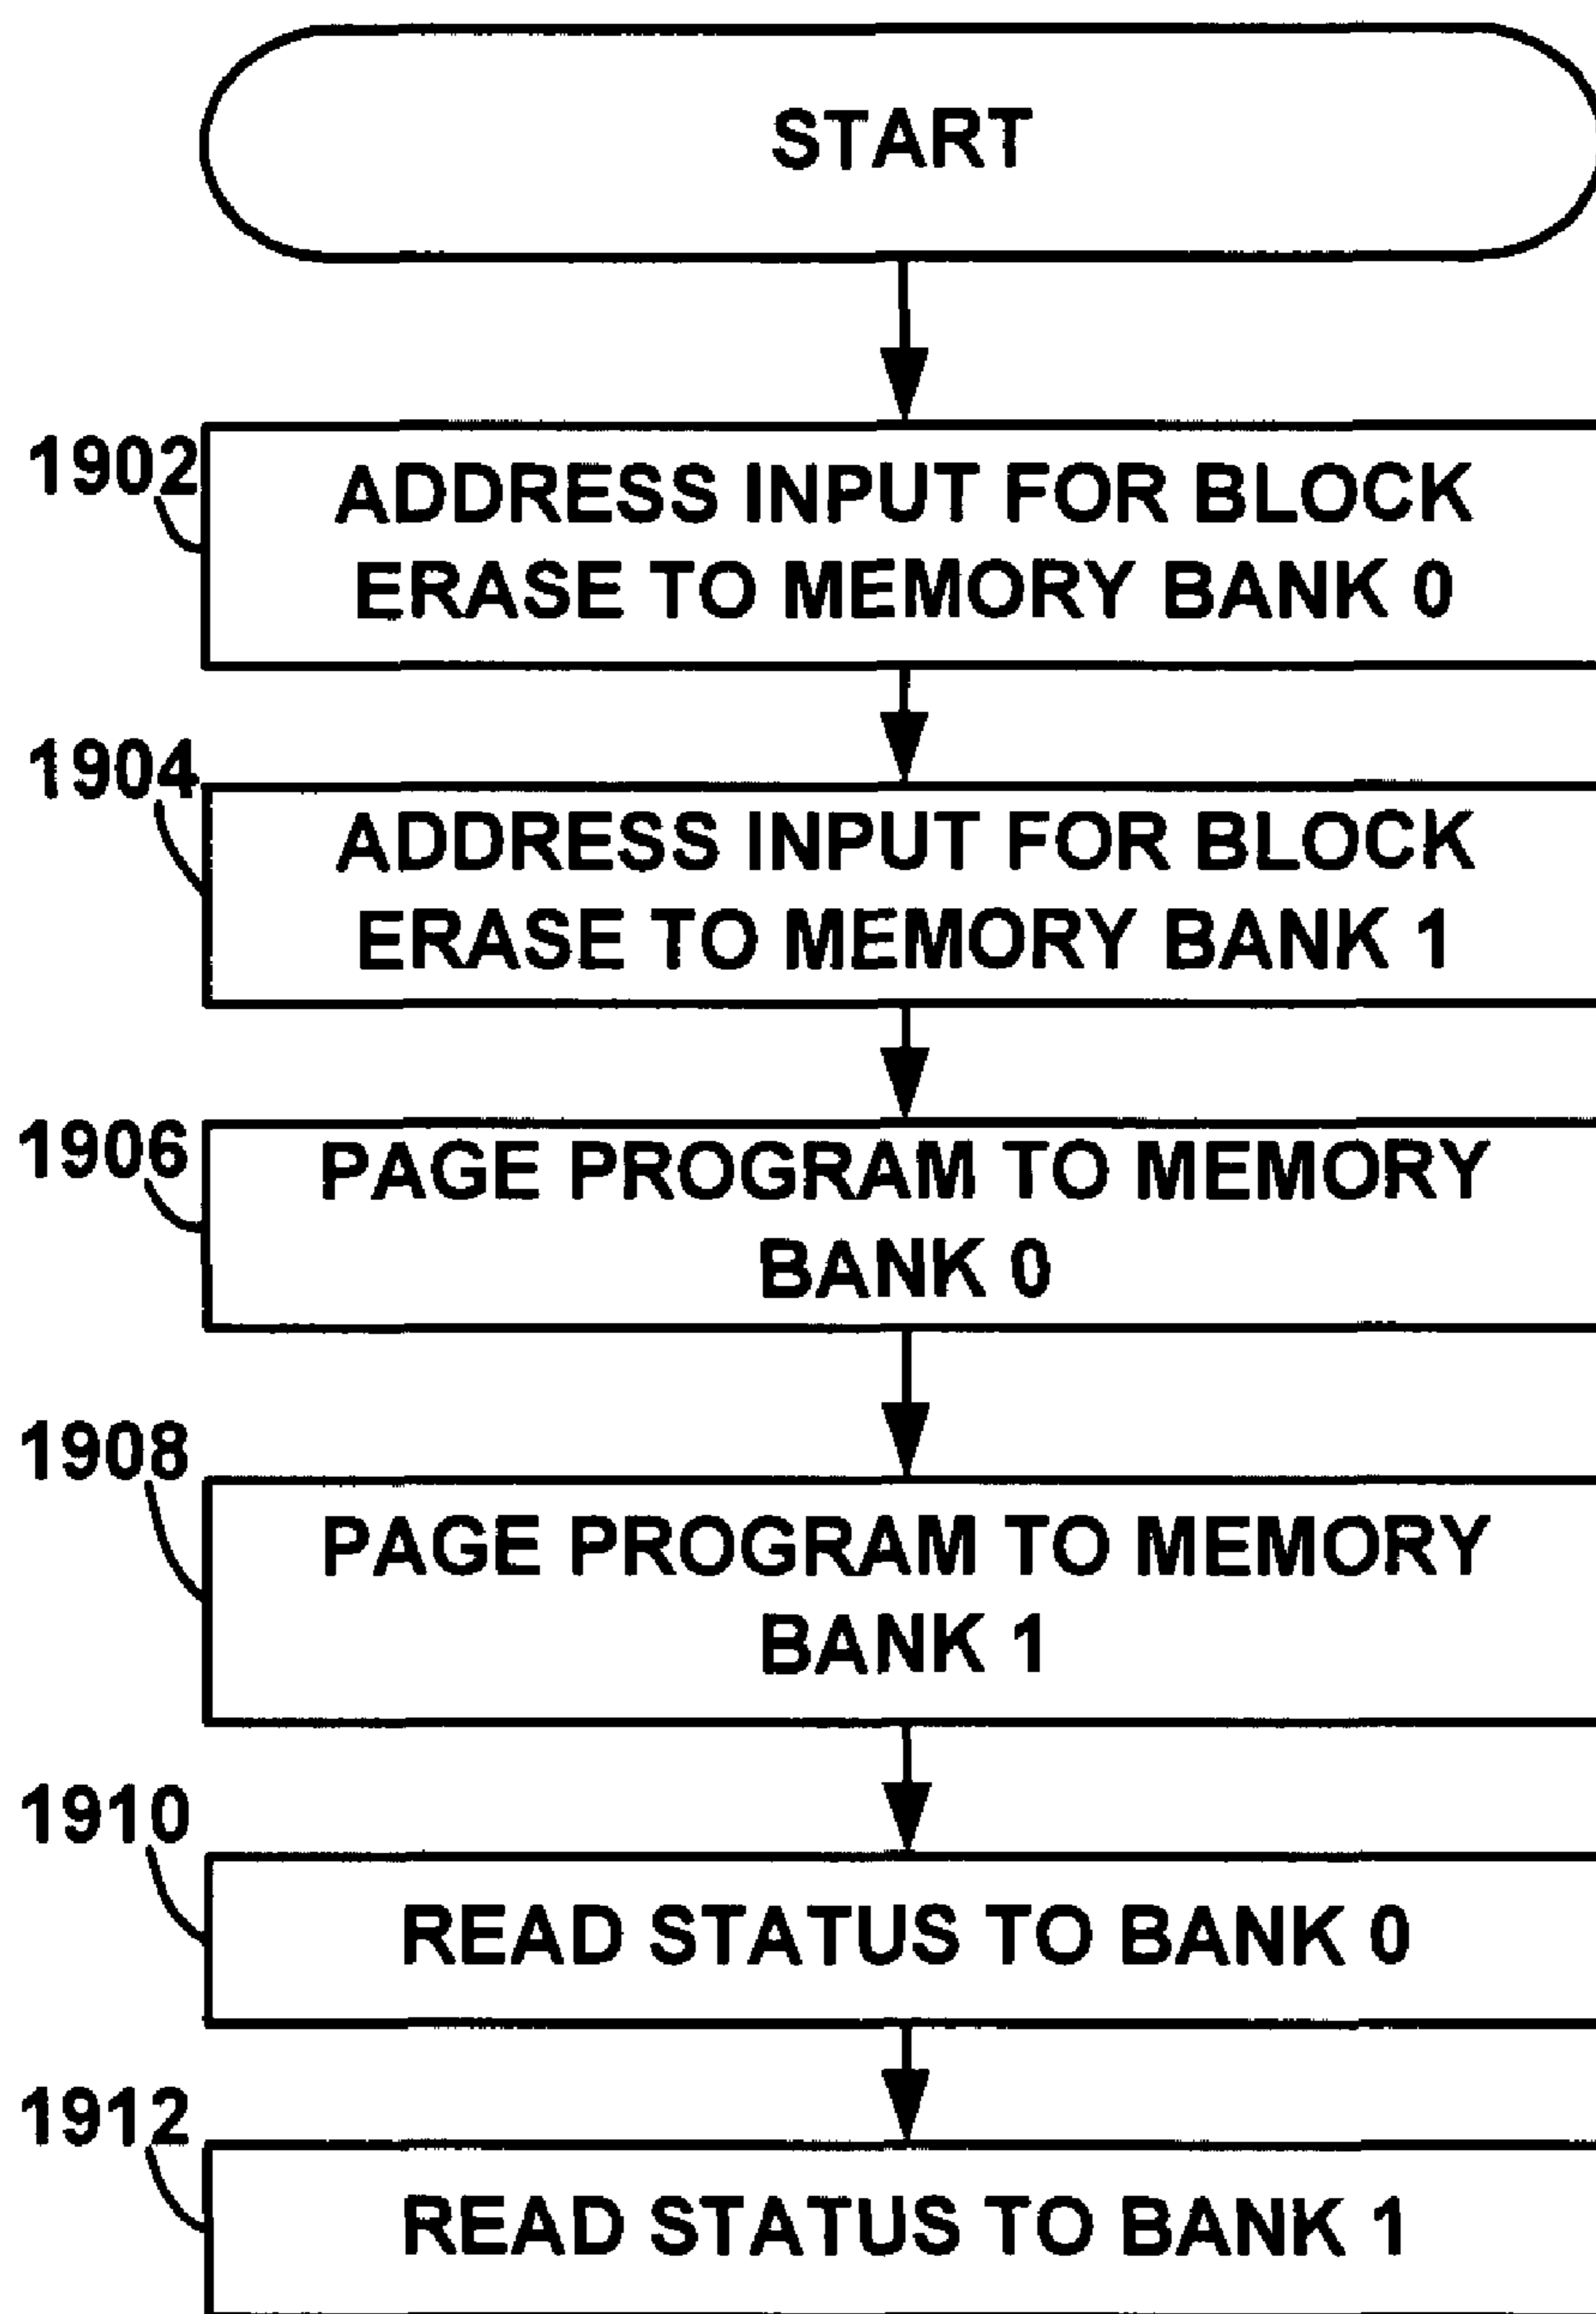 START
1902
ADDRESS INPUT FOR BLOCK
ERASE TO MEMORY BANK 0
1904
ADDRESS INPUT FOR BLOCK
ERASE TO MEMORY BANK 1
1906
PAGE PROGRAM TO MEMORY
BANK 0
1908
PAGE PROGRAM TO MEMORY
BANK 1
1910
READ STATUS TO BANK 0
1912
READ STATUS TO BANK 1